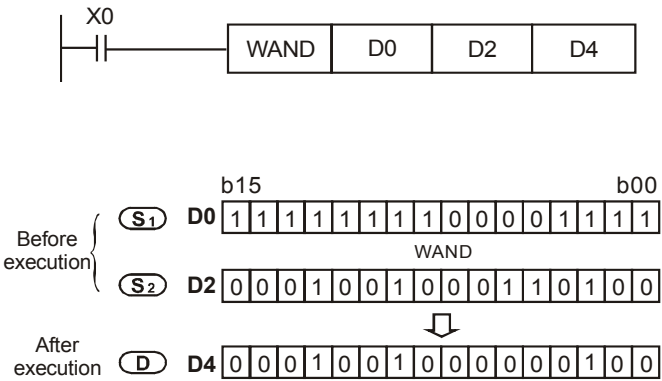 X0
WAND D0 D2 D4
b15 b00
Before execution
S1 D0 1 1 1 1 1 1 1 1 0 0 0 0 1 1 1 1
WAND
S2 D2 0 0 0 1 0 0 1 0 0 0 1 1 0 1 0 0
After execution
D D4 0 0 0 1 0 0 1 0 0 0 0 0 0 1 0 0